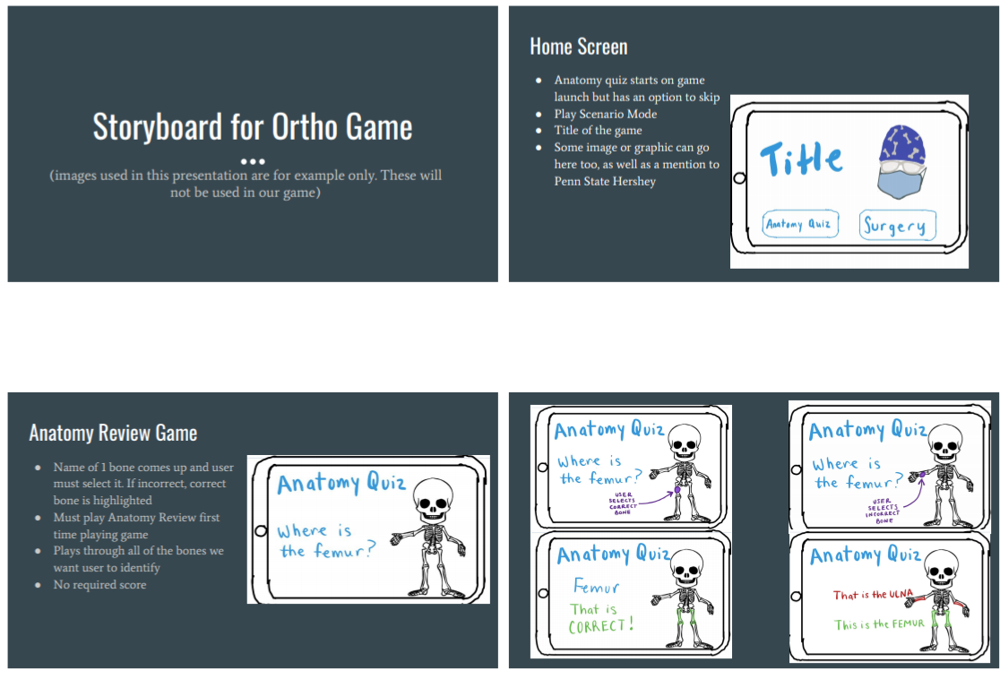 Storyboard for Ortho Game
(images used in this presentation are for example only. These will
not be used in our game)
Home Screen
● Anatomy quiz starts on game
launch but has an option to skip
● Play Scenario Mode
● Title of the game
● Some image or graphic can go
here too, as well as a mention to
Penn State Hershey
Title
Anatomy Quiz
Surgery
Anatomy Review Game
● Name of 1 bone comes up and user
must select it. If incorrect, correct
bone is highlighted
● Must play Anatomy Review first
time playing game
● Plays through all of the bones we
want user to identify
● No required score
Anatomy Quiz
Where is
the femur?
Anatomy Quiz
Where is
the femur?
USER
SELECTS
CORRECT
BONE
Anatomy Quiz
Where is
the femur?
USER
SELECTS
INCORRECT
BONE
Anatomy Quiz
Femur
That is
CORRECT!
Anatomy Quiz
That is the ULNA
This is the FEMUR